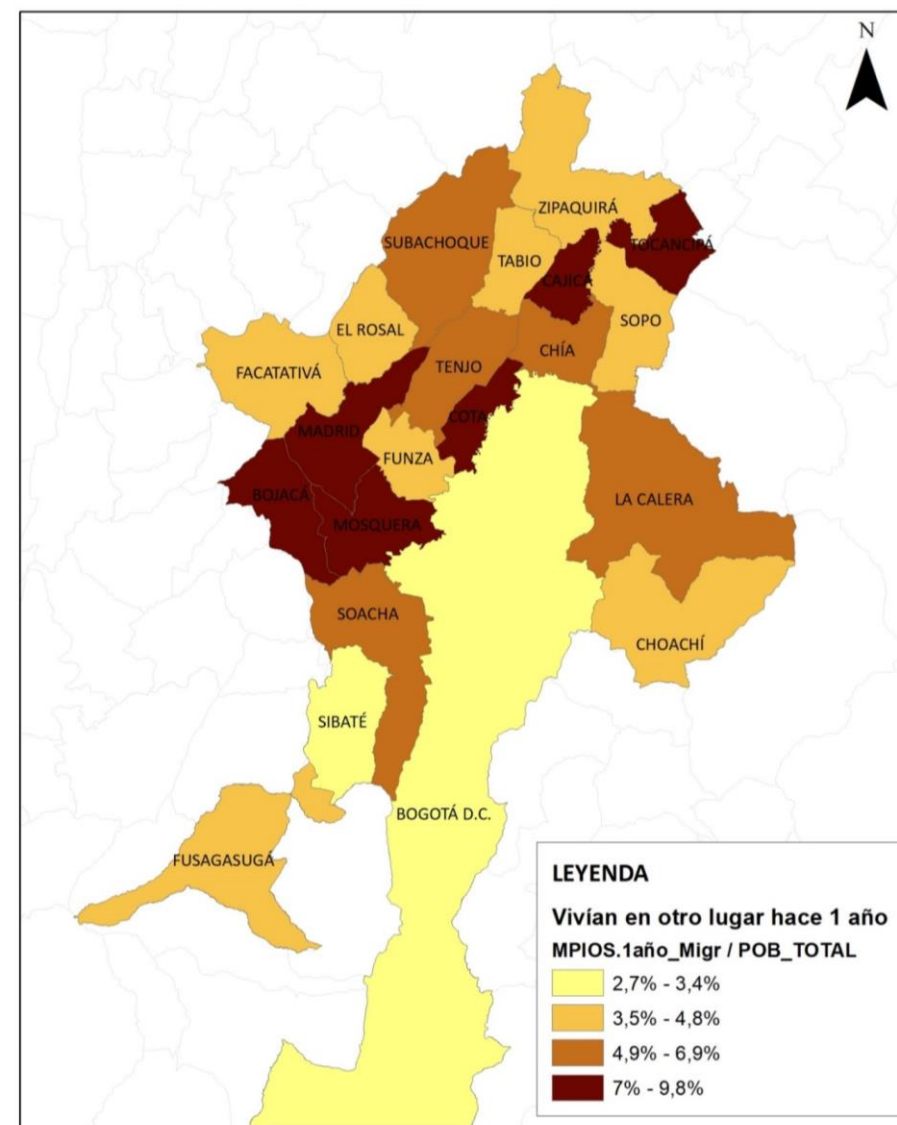 N
ZIPAQUIRÁ
SUBACHOQUE
TOCANCIPÁ
TABIO
CAJICÁ
SOPO
EL ROSAL
CHÍA
TENJO
FACATATIVÁ
COTA
MADRID
FUNZA
BOJACÁ
LA CALERA
MOSQUERA
SOACHA
CHOACHÍ
SIBATÉ
BOGOTÁ D.C.
FUSAGASUGÁ
LEYENDA
Vivían en otro lugar hace 1 año
MPIOS.1año_Migr / POB_TOTAL
2,7% - 3,4%
3,5% - 4,8%
4,9% - 6,9%
7% - 9,8%